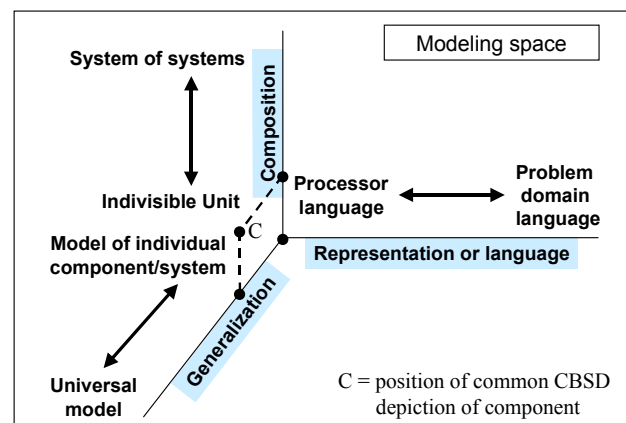 Modeling space
System of systems
Composition
Indivisible Unit
Processor
language
Problem
domain
language
C
Model of individual
component/system
Representation or language
Generalization
Universal
model
C = position of common CBSD
depiction of component